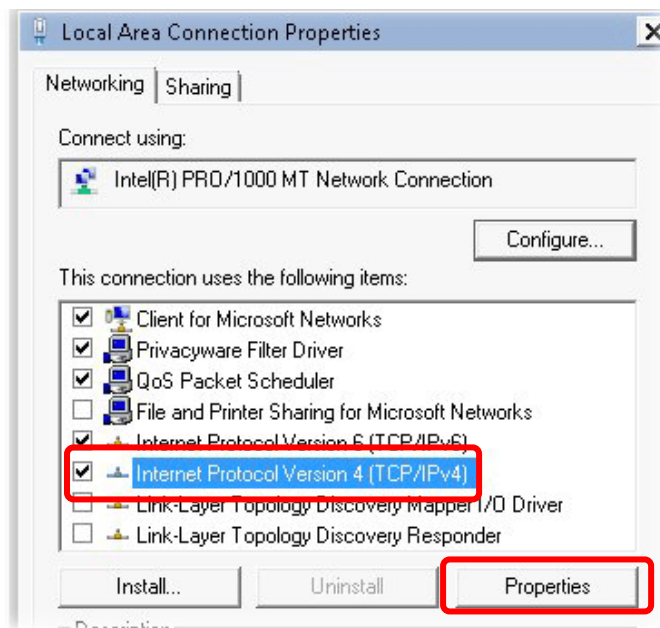 Local Area Connection Properties
Networking
Sharing
Connect using:
Intel(R) PRO/1000 MT Network Connection
Configure...
This connection uses the following items:
Client for Microsoft Networks
Privacyware Filter Driver
QoS Packet Scheduler
File and Printer Sharing for Microsoft Networks
Internet Protocol Version 6 (TCP/IPv6)
Internet Protocol Version 4 (TCP/IPv4)
Link-Layer Topology Discovery Mapper I/O Driver
Link-Layer Topology Discovery Responder
Install...
Uninstall
Properties
Description